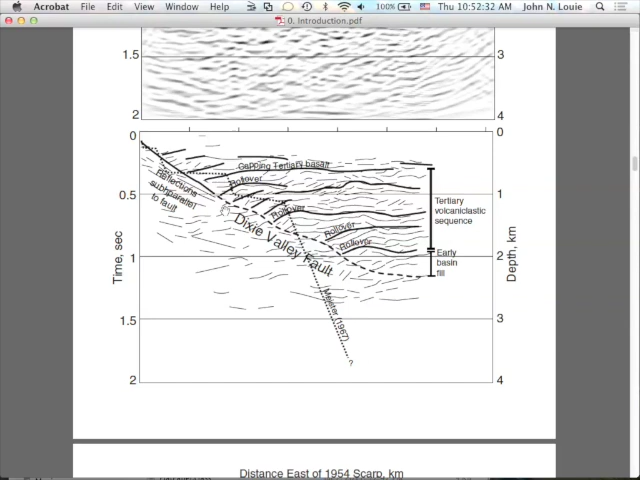 Acrobat File Edit View Window Help 100% Thu 10:52:32 AM John N. Louie
0. Introduction.pdf
1.5 3
2 4
0 0
Capping Tertiary basalt
Reflections
subparallel
to fault
Rollover
0.5 1
Rollover
Tertiary
volcaniclastic
sequence
Dixie Valley Fault
Rollover
Rollover
Time, sec
Depth, km
1 2
Early
basin
fill
Meister (1967)
1.5 3
?
2 4
Distance East of 1954 Scarp, km